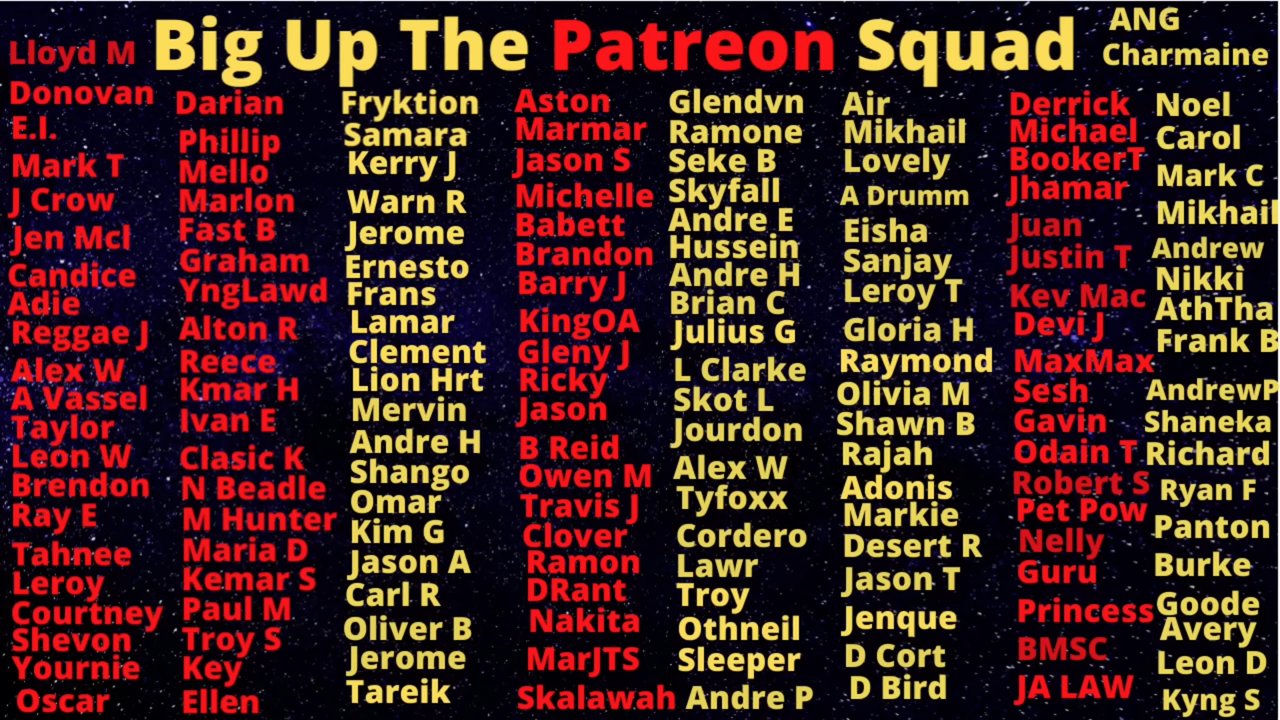 Big Up The Patreon Squad
ANG
Charmaine
Lloyd M
Donovan
E.I.
Mark T
J Crow
Jen Mcl
Candice
Adie
Reggae J
Alex W
A Vassel
Taylor
Leon W
Brendon
Ray E
Tahnee
Leroy
Courtney
Shevon
Yournie
Oscar
Darian
Phillip
Mello
Marlon
Fast B
Graham
YngLawd
Alton R
Reece
Kmar H
Ivan E
Clasic K
N Beadle
M Hunter
Maria D
Kemar S
Paul M
Troy S
Key
Ellen
Fryktion
Samara
Kerry J
Warn R
Jerome
Ernesto
Frans
Lamar
Clement
Lion Hrt
Mervin
Andre H
Shango
Omar
Kim G
Jason A
Carl R
Oliver B
Jerome
Tareik
Aston
Marmar
Jason S
Michelle
Babett
Brandon
Barry J
KingOA
Gleny J
Ricky
Jason
B Reid
Owen M
Travis J
Clover
Ramon
DRant
Nakita
MarJTS
Skalawah
Glendvn
Ramone
Seke B
Skyfall
Andre E
Hussein
Andre H
Brian C
Julius G
L Clarke
Skot L
Jourdon
Alex W
Tyfoxx
Cordero
Lawr
Troy
Othneil
Sleeper
Andre P
Air
Mikhail
Lovely
A Drumm
Eisha
Sanjay
Leroy T
Gloria H
Raymond
Olivia M
Shawn B
Rajah
Adonis
Markie
Desert R
Jason T
Jenque
D Cort
D Bird
Derrick
Michael
BookerT
Jhamar
Juan
Justin T
Kev Mac
Devi J
MaxMax
Sesh
Gavin
Odain T
Robert S
Pet Pow
Nelly
Guru
Princess
BMSC
JA LAW
Noel
Carol
Mark C
Mikhail
Andrew
Nikki
AthTha
Frank B
AndrewP
Shaneka
Richard
Ryan F
Panton
Burke
Goode
Avery
Leon D
Kyng S